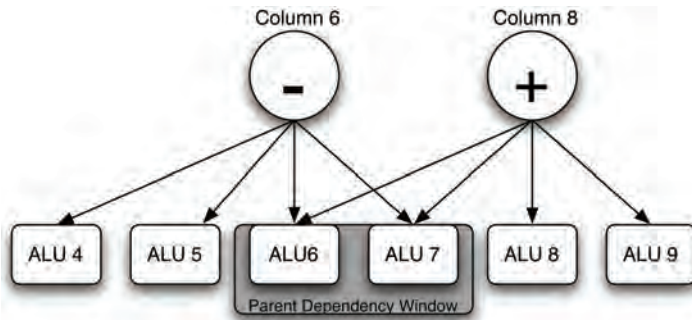 Column 6
Column 8
-
+
ALU 4
ALU 5
ALU6
ALU 7
ALU 8
ALU 9
Parent Dependency Window